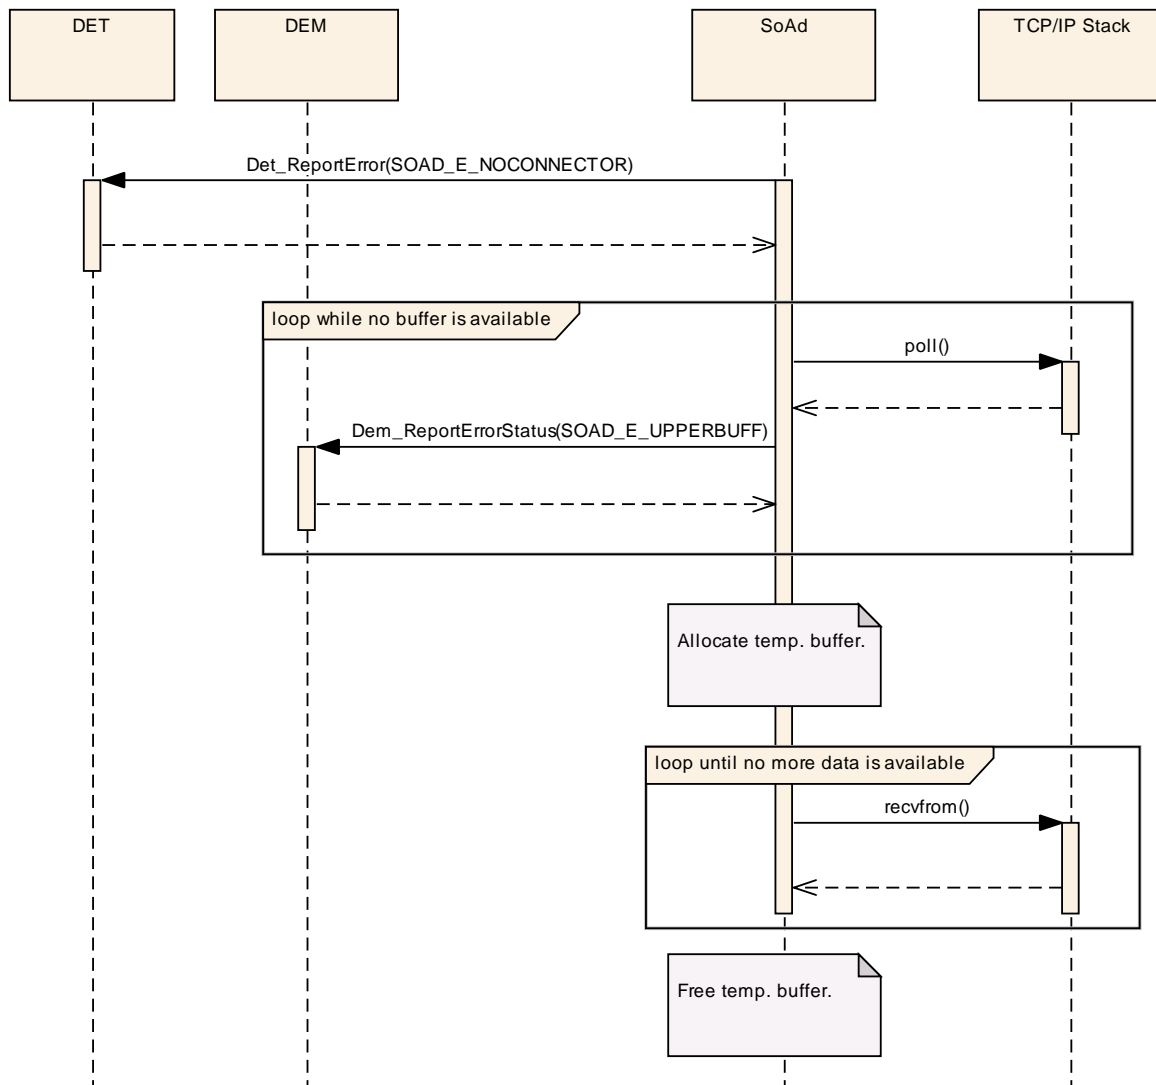 DET
DEM
SoAd
TCP/IP Stack
Det_ReportError(SOAD_E_NOCONNECTOR)
loop while no buffer is available
poll()
Dem_ReportErrorStatus(SOAD_E_UPPERBUFF)
Allocate temp. buffer.
loop until no more data is available
recvfrom()
Free temp. buffer.